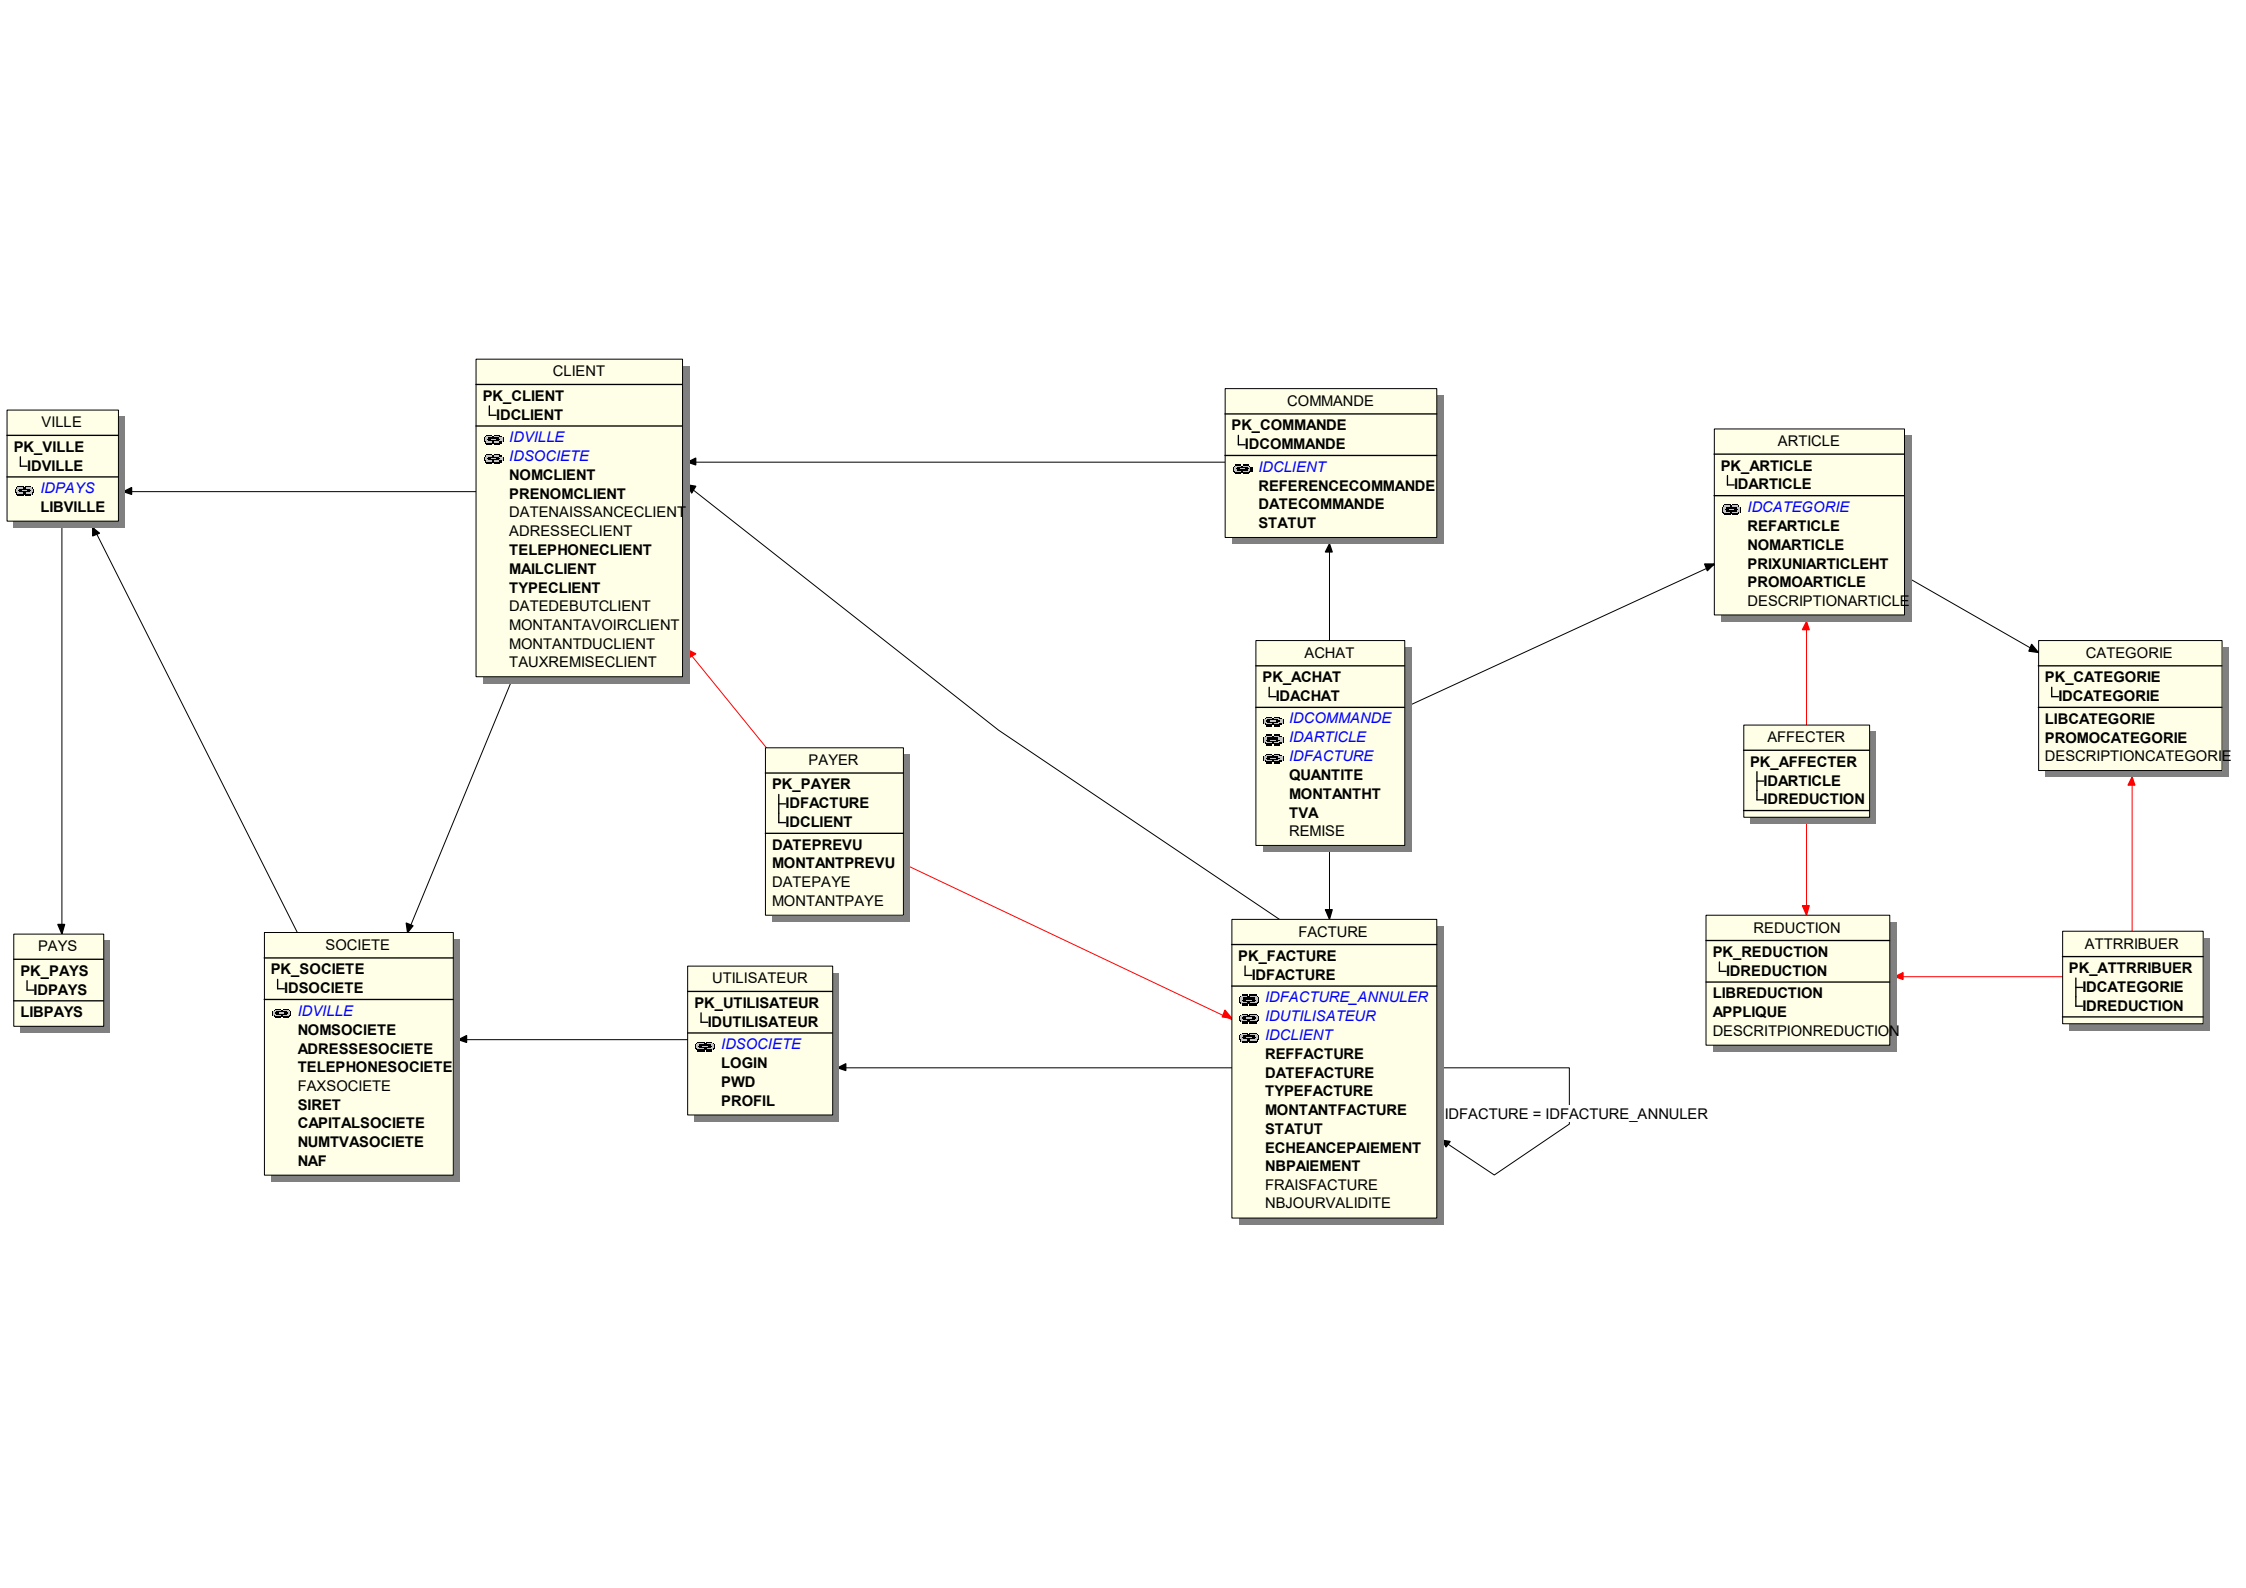 VILLE
PK_VILLE
IDVILLE
IDPAYS
LIBVILLE
PAYS
PK_PAYS
IDPAYS
LIBPAYS
CLIENT
PK_CLIENT
IDCLIENT
IDVILLE
IDSOCIETE
NOMCLIENT
PRENOMCLIENT
DATENAISSANCECLIENT
ADRESSECLIENT
TELEPHONECLIENT
MAILCLIENT
TYPECLIENT
DATEDEBUTCLIENT
MONTANTAVOIRCLIENT
MONTANTDUCLIENT
TAUXREMISECLIENT
SOCIETE
PK_SOCIETE
IDSOCIETE
IDVILLE
NOMSOCIETE
ADRESSESOCIETE
TELEPHONESOCIETE
FAXSOCIETE
SIRET
CAPITALSOCIETE
NUMTVASOCIETE
NAF
PAYER
PK_PAYER
IDFACTURE
IDCLIENT
DATEPREVU
MONTANTPREVU
DATEPAYE
MONTANTPAYE
UTILISATEUR
PK_UTILISATEUR
IDUTILISATEUR
IDSOCIETE
LOGIN
PWD
PROFIL
COMMANDE
PK_COMMANDE
IDCOMMANDE
IDCLIENT
REFERENCECOMMANDE
DATECOMMANDE
STATUT
ACHAT
PK_ACHAT
IDACHAT
IDCOMMANDE
IDARTICLE
IDFACTURE
QUANTITE
MONTANTHT
TVA
REMISE
FACTURE
PK_FACTURE
IDFACTURE
IDFACTURE_ANNULER
IDUTILISATEUR
IDCLIENT
REFFACTURE
DATEFACTURE
TYPEFACTURE
MONTANTFACTURE
STATUT
ECHEANCEPAIEMENT
NBPAIEMENT
FRAISFACTURE
NBJOURVALIDITE
IDFACTURE = IDFACTURE_ANNULER
ARTICLE
PK_ARTICLE
IDARTICLE
IDCATEGORIE
REFARTICLE
NOMARTICLE
PRIXUNIARTICLEHT
PROMOARTICLE
DESCRIPTIONARTICLE
CATEGORIE
PK_CATEGORIE
IDCATEGORIE
LIBCATEGORIE
PROMOCATEGORIE
DESCRIPTIONCATEGORIE
AFFECTER
PK_AFFECTER
IDARTICLE
IDREDUCTION
REDUCTION
PK_REDUCTION
IDREDUCTION
LIBREDUCTION
APPLIQUE
DESCRITPIONREDUCTION
ATTRRIBUER
PK_ATTRRIBUER
IDCATEGORIE
IDREDUCTION